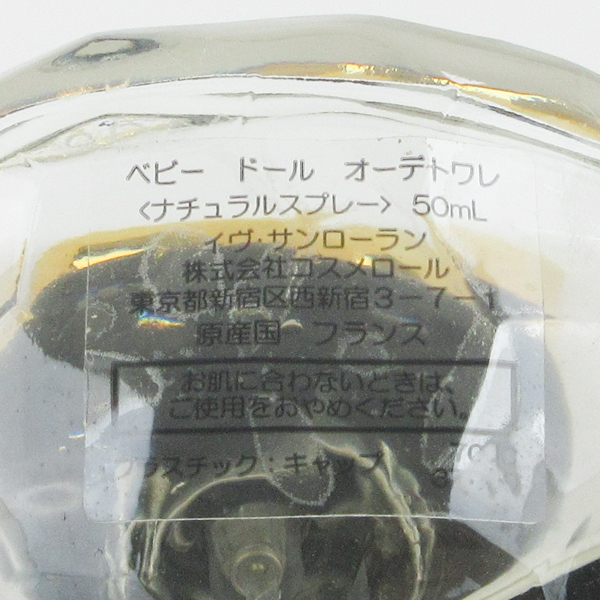 ベビー ドール オーデトワレ
<ナチュラルスプレー> 50mL
イヴ・サンローラン
株式会社コスメロール
東京都新宿区西新宿3-7-1
原産国 フランス
お肌に合わないときは、
ご使用をおやめください。
プラスチック:キャップ